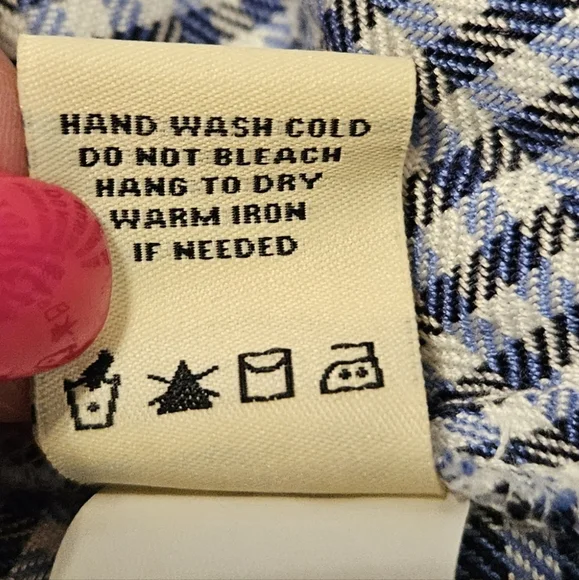 HAND WASH COLD
DO NOT BLEACH
HANG TO DRY
WARM IRON
IF NEEDED